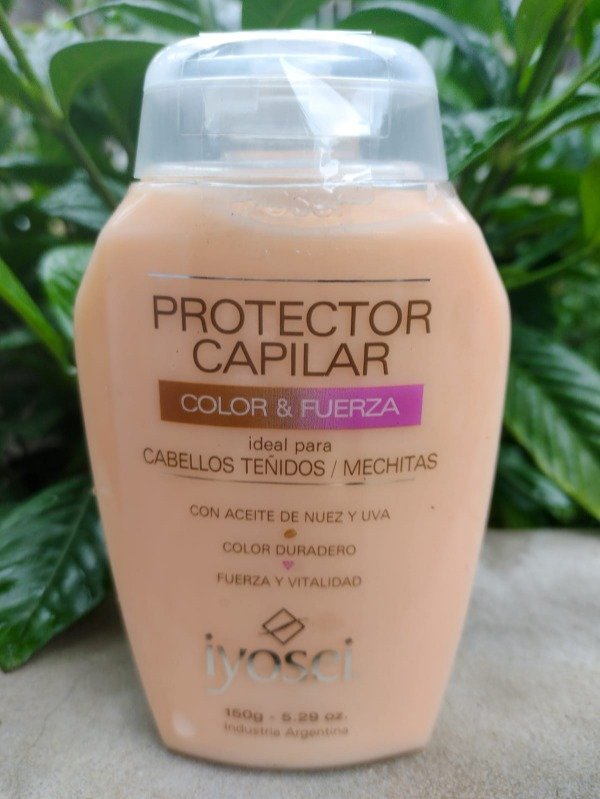 PROTECTOR
CAPILAR
COLOR & FUERZA
ideal para
CABELLOS TEÑIDOS / MECHITAS
CON ACEITE DE NUEZ Y UVA
COLOR DURADERO
FUERZA Y VITALIDAD
iyosei
150g - 5.29 oz.
Industria Argentina